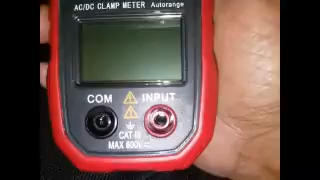 AC/DC CLAMP METER Autorange
COM INPUT
CAT III
MAX 600V